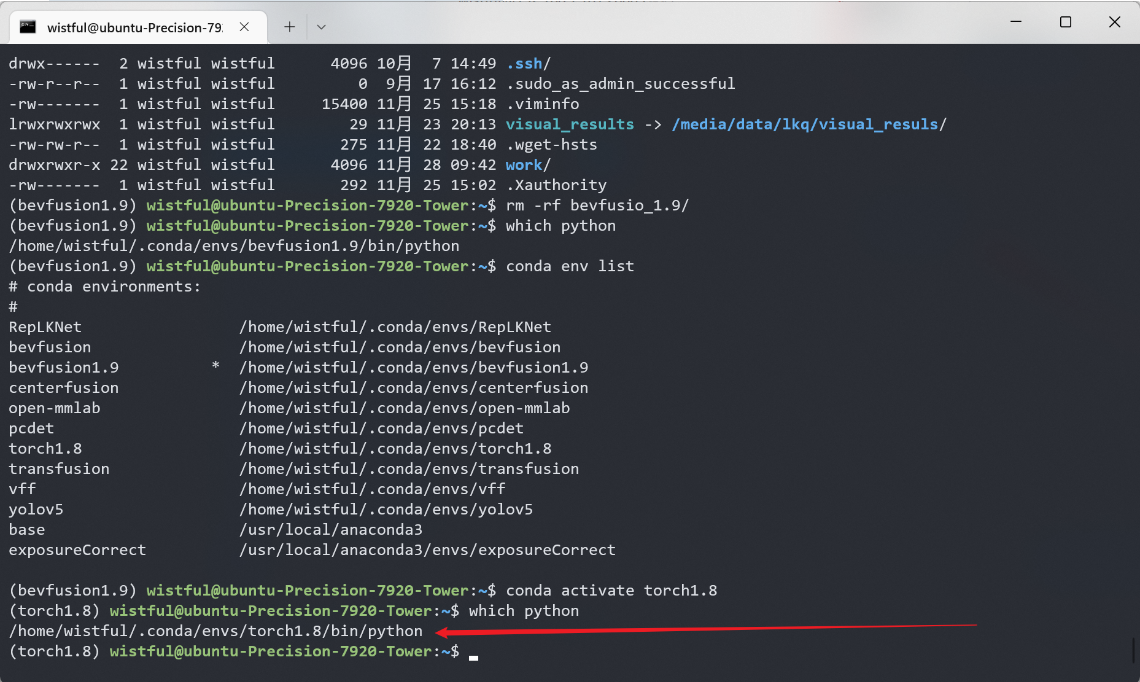 wistful@ubuntu-Precision-79
drwx------  2 wistful wistful      4096 10月  7 14:49 .ssh/
-rw-r--r--  1 wistful wistful         0  9月 17 16:12 .sudo_as_admin_successful
-rw-------  1 wistful wistful     15400 11月 25 15:18 .viminfo
lrwxrwxrwx  1 wistful wistful        29 11月 23 20:13 visual_results -> /media/data/lkq/visual_resuls/
-rw-rw-r--  1 wistful wistful       275 11月 22 18:40 .wget-hsts
drwxrwxr-x 22 wistful wistful      4096 11月 28 09:42 work/
-rw-------  1 wistful wistful       292 11月 25 15:02 .Xauthority
(bevfusion1.9) wistful@ubuntu-Precision-7920-Tower:~$ rm -rf bevfusio_1.9/
(bevfusion1.9) wistful@ubuntu-Precision-7920-Tower:~$ which python
/home/wistful/.conda/envs/bevfusion1.9/bin/python
(bevfusion1.9) wistful@ubuntu-Precision-7920-Tower:~$ conda env list
# conda environments:
#
RepLKNet                 /home/wistful/.conda/envs/RepLKNet
bevfusion                /home/wistful/.conda/envs/bevfusion
bevfusion1.9          *  /home/wistful/.conda/envs/bevfusion1.9
centerfusion             /home/wistful/.conda/envs/centerfusion
open-mmlab               /home/wistful/.conda/envs/open-mmlab
pcdet                    /home/wistful/.conda/envs/pcdet
torch1.8                 /home/wistful/.conda/envs/torch1.8
transfusion              /home/wistful/.conda/envs/transfusion
vff                      /home/wistful/.conda/envs/vff
yolov5                   /home/wistful/.conda/envs/yolov5
base                     /usr/local/anaconda3
exposureCorrect          /usr/local/anaconda3/envs/exposureCorrect
(bevfusion1.9) wistful@ubuntu-Precision-7920-Tower:~$ conda activate torch1.8
(torch1.8) wistful@ubuntu-Precision-7920-Tower:~$ which python
/home/wistful/.conda/envs/torch1.8/bin/python
(torch1.8) wistful@ubuntu-Precision-7920-Tower:~$